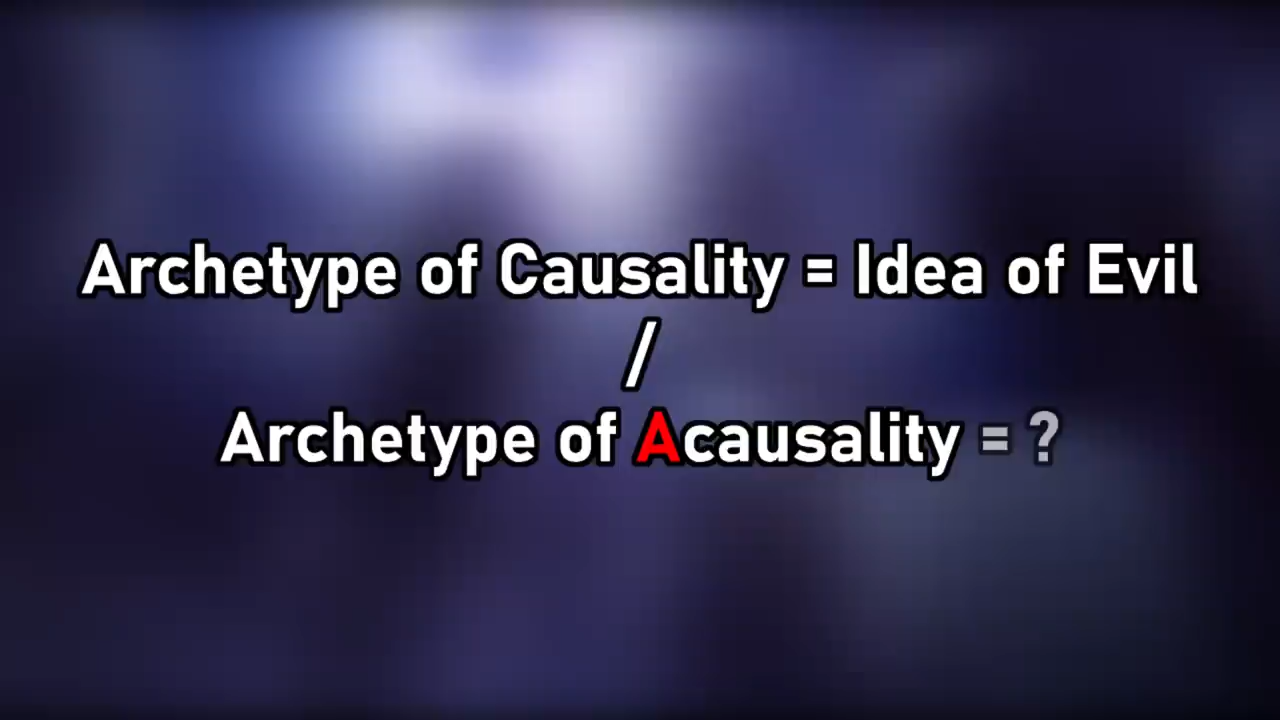 Archetype of Causality = Idea of Evil
/
Archetype of Acausality = ?